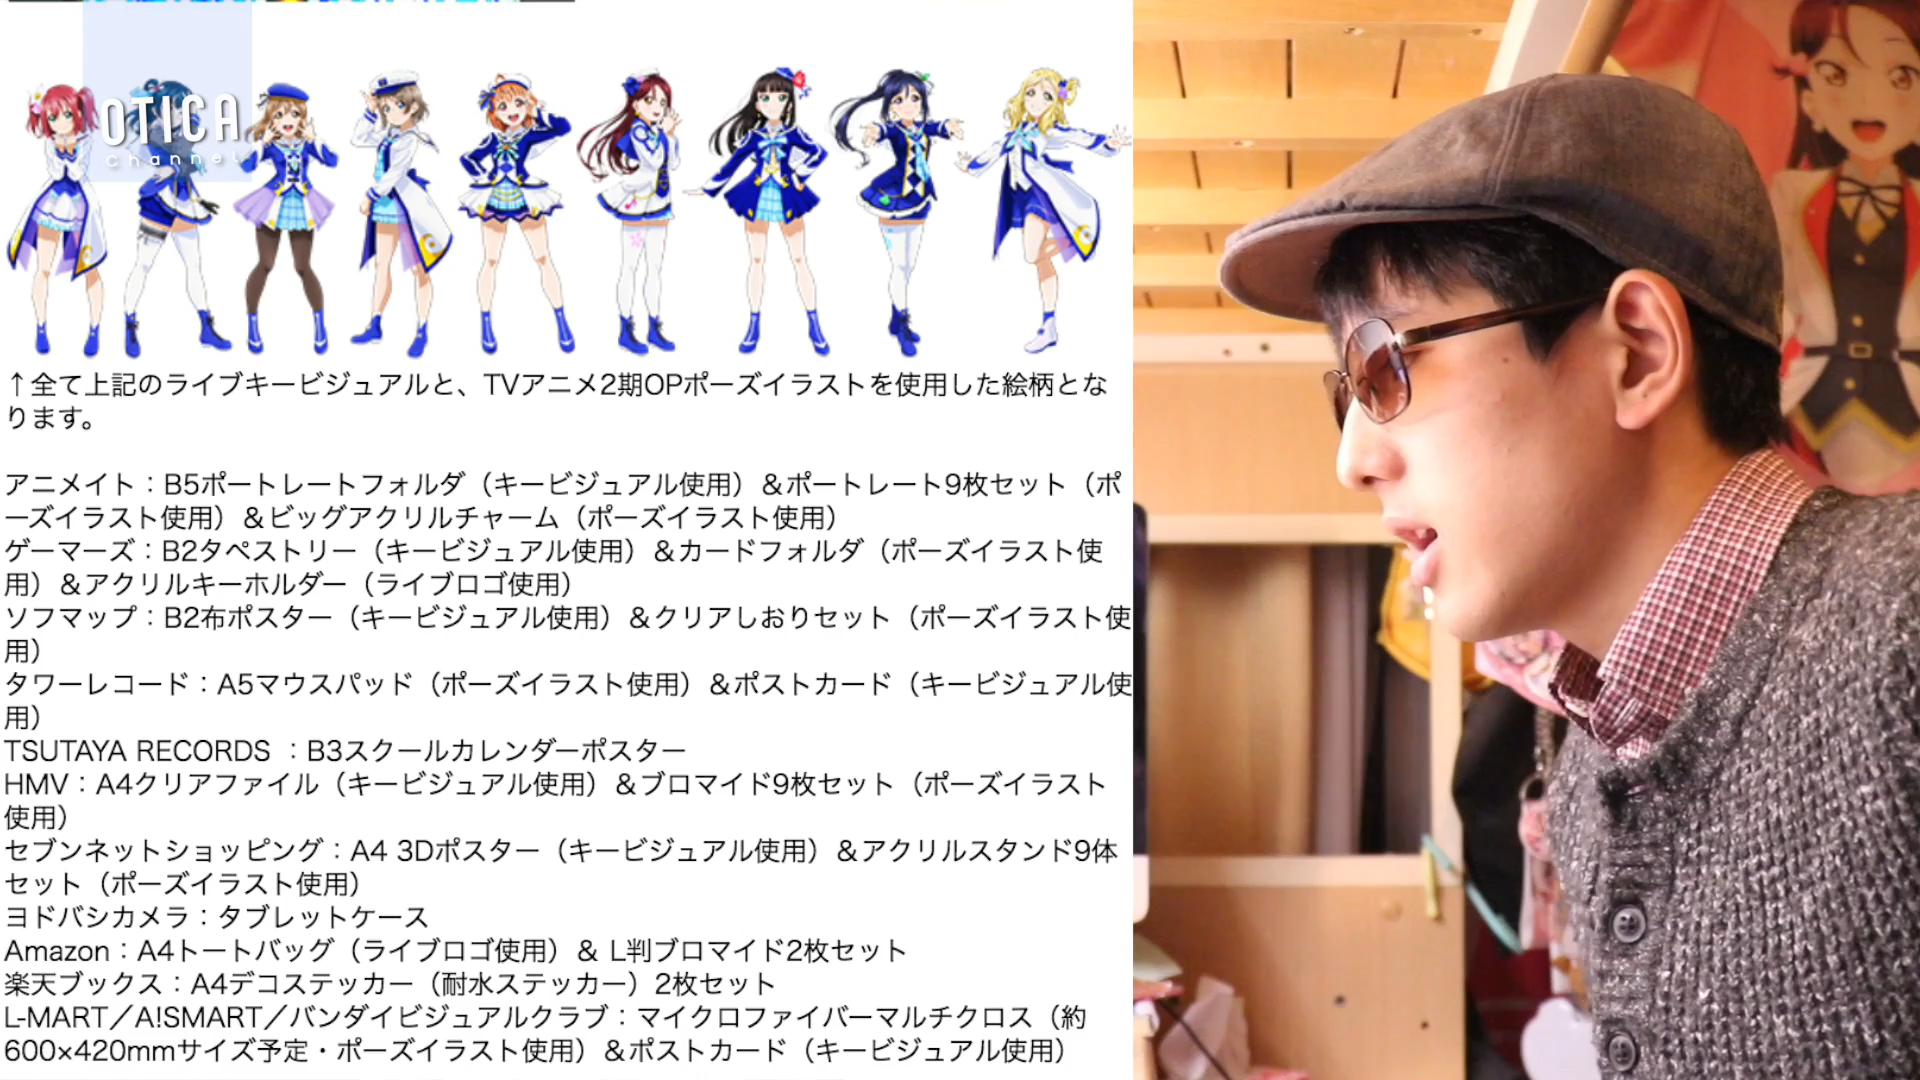 OTICA
Channel
↑全て上記のライブキービジュアルと、TVアニメ2期OPポーズイラストを使用した絵柄とな
ります。
アニメイト：B5ポートレートフォルダ（キービジュアル使用）＆ポートレート9枚セット（ポ
ーズイラスト使用）＆ビッグアクリルチャーム（ポーズイラスト使用）
ゲーマーズ：B2タペストリー（キービジュアル使用）＆カードフォルダ（ポーズイラスト使
用）＆アクリルキーホルダー（ライブロゴ使用）
ソフマップ：B2布ポスター（キービジュアル使用）＆クリアしおりセット（ポーズイラスト使
用）
タワーレコード：A5マウスパッド（ポーズイラスト使用）＆ポストカード（キービジュアル使
用）
TSUTAYA RECORDS ：B3スクールカレンダーポスター
HMV：A4クリアファイル（キービジュアル使用）＆ブロマイド9枚セット（ポーズイラスト
使用）
セブンネットショッピング：A4 3Dポスター（キービジュアル使用）＆アクリルスタンド9体
セット（ポーズイラスト使用）
ヨドバシカメラ：タブレットケース
Amazon：A4トートバッグ（ライブロゴ使用）＆ L判ブロマイド2枚セット
楽天ブックス：A4デコステッカー（耐水ステッカー）2枚セット
L-MART／A!SMART／バンダイビジュアルクラブ：マイクロファイバーマルチクロス（約
600×420mmサイズ予定・ポーズイラスト使用）＆ポストカード（キービジュアル使用）